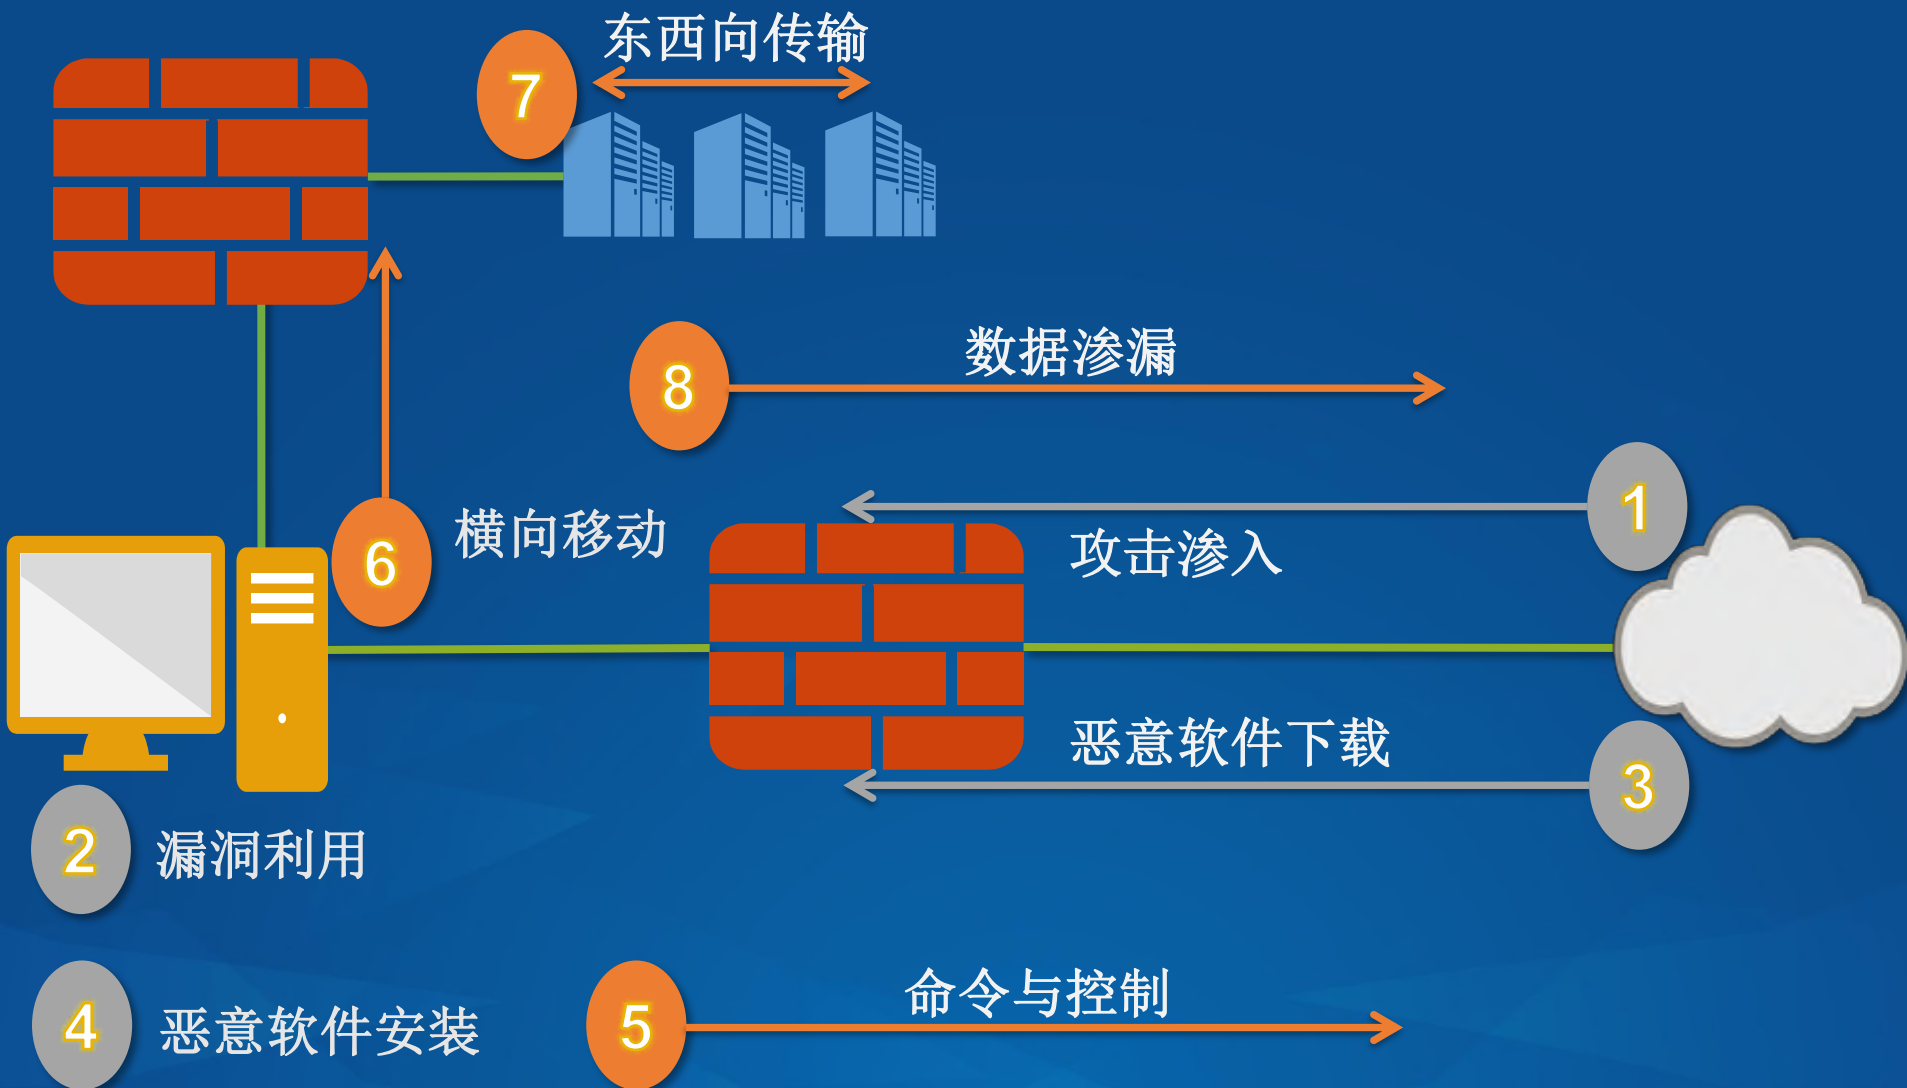 东西向传输
7
数据渗漏
8
1
横向移动
攻击渗入
6
恶意软件下载
3
2
漏洞利用
命令与控制
4
恶意软件安装
5